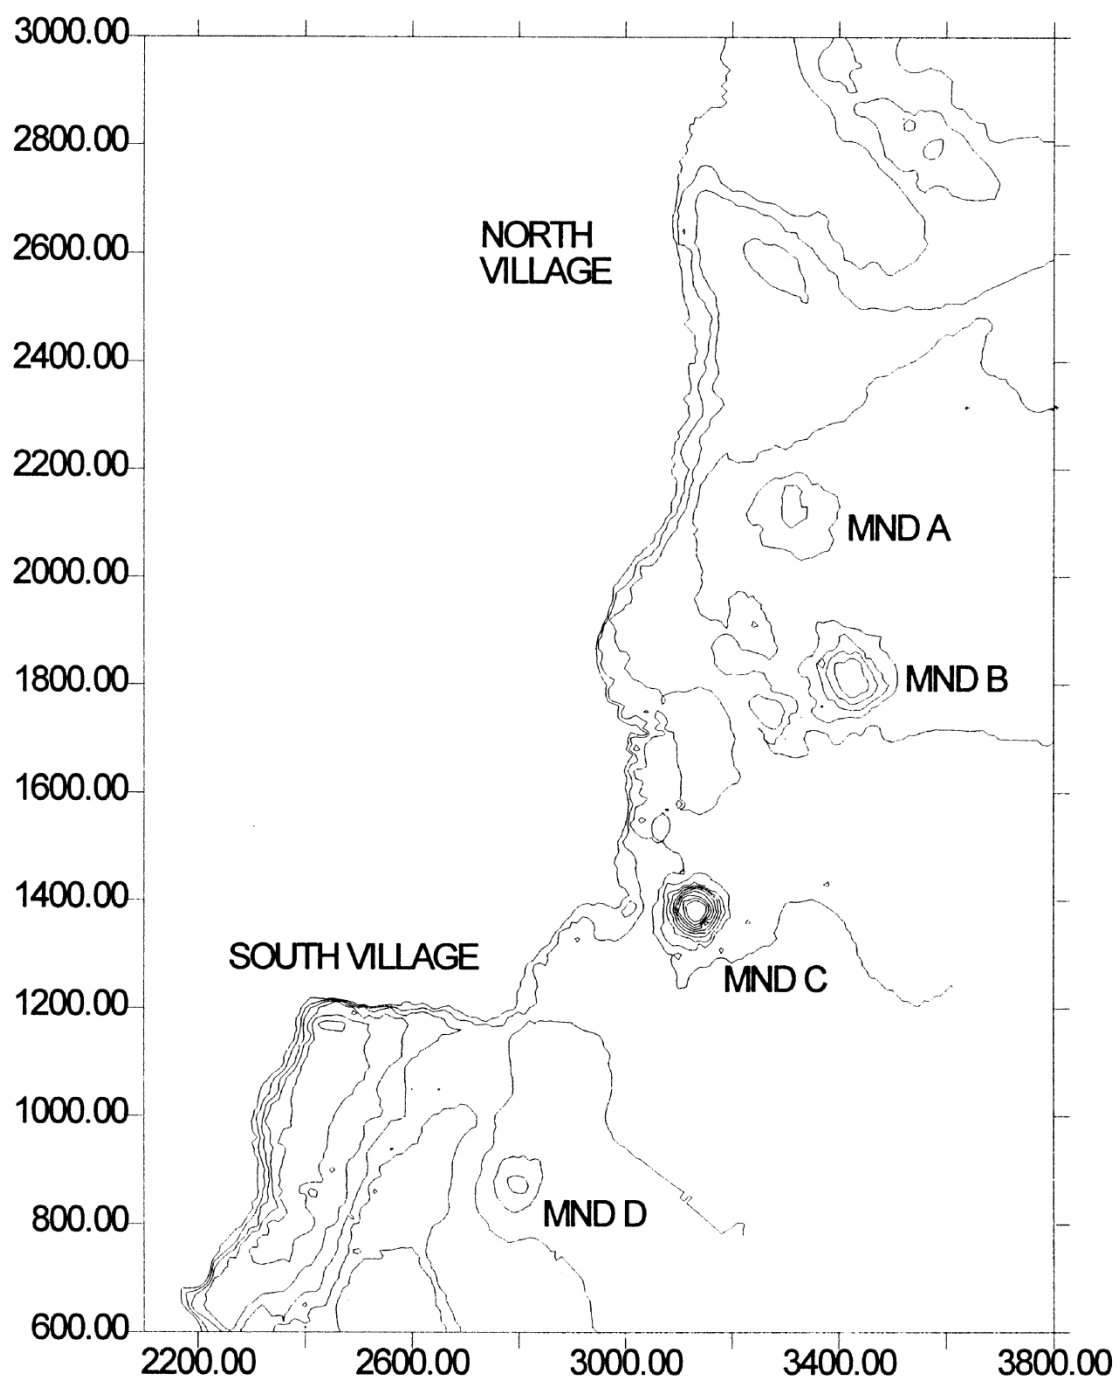 3000.00
2800.00
NORTH
VILLAGE
2600.00
2400.00
2200.00
MND A
2000.00
MND B
1800.00
1600.00
1400.00
SOUTH VILLAGE
MND C
1200.00
1000.00
MND D
800.00
600.00
2200.00 2600.00 3000.00 3400.00 3800.00